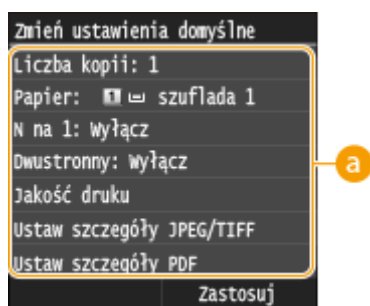 Zmień ustawienia domyślne
Liczba kopii: 1
Papier: 1 szuflada 1
N na 1: Wyłącz
Dwustronny: Wyłącz
Jakość druku
Ustaw szczegóły JPEG/TIFF
Ustaw szczegóły PDF
Zastosuj
a